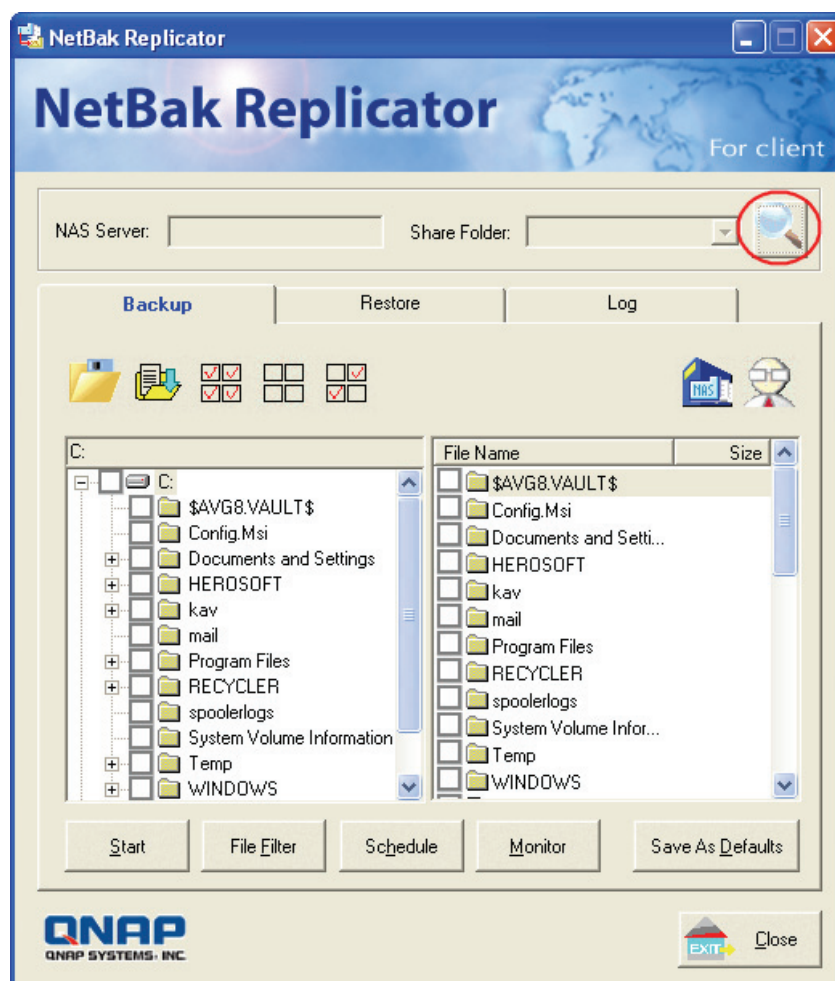 NetBak Replicator
NetBak Replicator
For client
NAS Server: Share Folder:
Backup Restore Log
NAS
C:
C:
$AVG8.VAULT$
Config.Msi
Documents and Settings
HEROSOFT
kav
mail
Program Files
RECYCLER
spoolerlogs
System Volume Information
Temp
WINDOWS
File Name Size
$AVG8.VAULT$
Config.Msi
Documents and Setti...
HEROSOFT
kav
mail
Program Files
RECYCLER
spoolerlogs
System Volume Infor...
Temp
WINDOWS
Start File Filter Schedule Monitor Save As Defaults
QNAP
QNAP SYSTEMS, INC.
EXIT Close